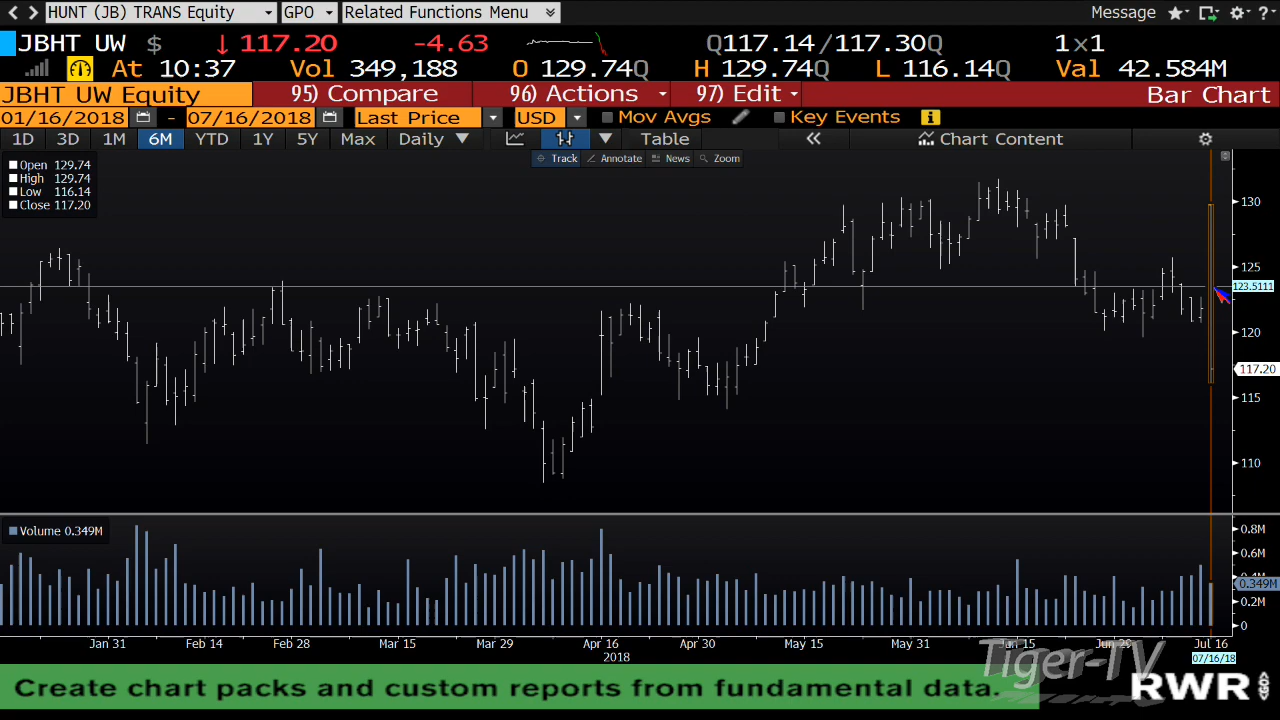 HUNT (JB) TRANS Equity GPO Related Functions Menu Message ?
JBHT UW $ ↓ 117.20 -4.63 Q117.14/117.30Q 1×1
At 10:37 Vol 349,188 O 129.74Q H 129.74Q L 116.14Q Val 42.584M
JBHT UW Equity 95) Compare 96) Actions 97) Edit Bar Chart
01/16/2018 - 07/16/2018 Last Price USD Mov Avgs Key Events i
1D 3D 1M 6M YTD 1Y 5Y Max Daily Table « Chart Content
Track Annotate News Zoom
Open 129.74
High 129.74
Low 116.14
Close 117.20
130
125
123.5111
120
117.20
115
110
Volume 0.349M
0.8M
0.6M
0.4M
0.349M
0.2M
0
Jan 31 Feb 14 Feb 28 Mar 15 Mar 29 Apr 16 Apr 30 May 15 May 31 Jun 15 Jun 29 Jul 16
2018
07/16/18
Tiger-TV
Create chart packs and custom reports from fundamental data.
RWR